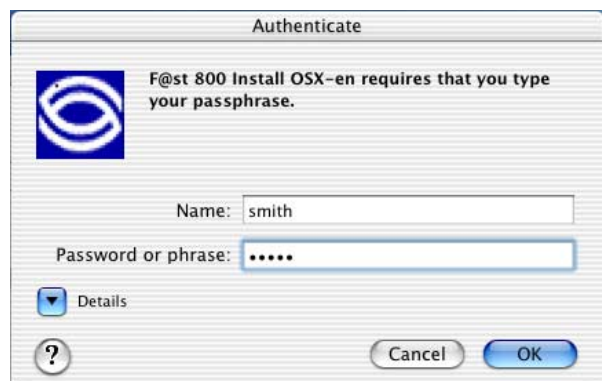 Authenticate
F@st 800 Install OSX-en requires that you type
your passphrase.
Name: smith
Password or phrase: •••••
Details
? Cancel OK